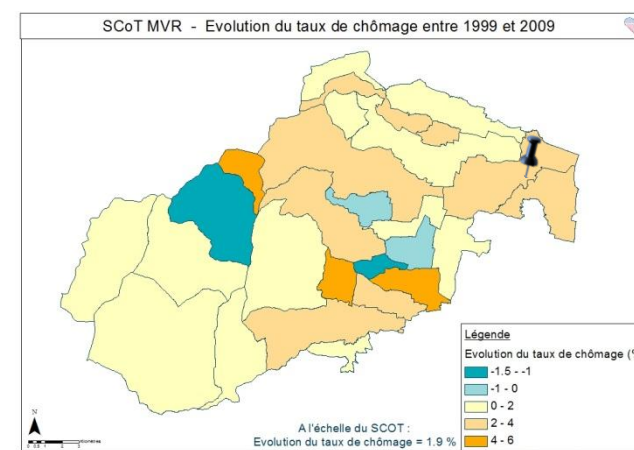 SCoT MVR - Evolution du taux de chômage entre 1999 et 2009
Légende
Evolution du taux de chômage (%
-1.5 - -1
-1 - 0
0 - 2
2 - 4
4 - 6
N
A l'échelle du SCOT :
Evolution du taux de chômage = 1.9 %